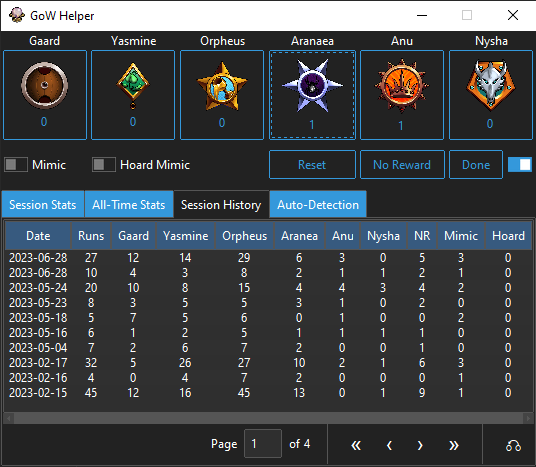 GoW Helper
Gaard Yasmine Orpheus Aranaea Anu Nysha
0 0 0 1 1 0
Mimic Hoard Mimic Reset No Reward Done
Session Stats All-Time Stats Session History Auto-Detection
Date Runs Gaard Yasmine Orpheus Aranea Anu Nysha NR Mimic Hoard
2023-06-28 27 12 14 29 6 3 0 5 3 0
2023-06-28 10 4 3 8 2 1 1 2 1 0
2023-05-24 20 10 8 15 4 4 3 4 2 0
2023-05-23 8 3 5 5 3 1 0 2 0 0
2023-05-18 5 7 5 6 0 1 0 0 2 0
2023-05-16 6 1 2 5 1 1 1 1 0 0
2023-05-04 7 2 6 7 2 0 0 1 0 0
2023-02-17 32 5 26 27 10 2 1 6 3 0
2023-02-16 4 0 4 7 2 0 0 0 1 0
2023-02-15 45 12 16 45 13 0 1 9 1 0
Page 1 of 4